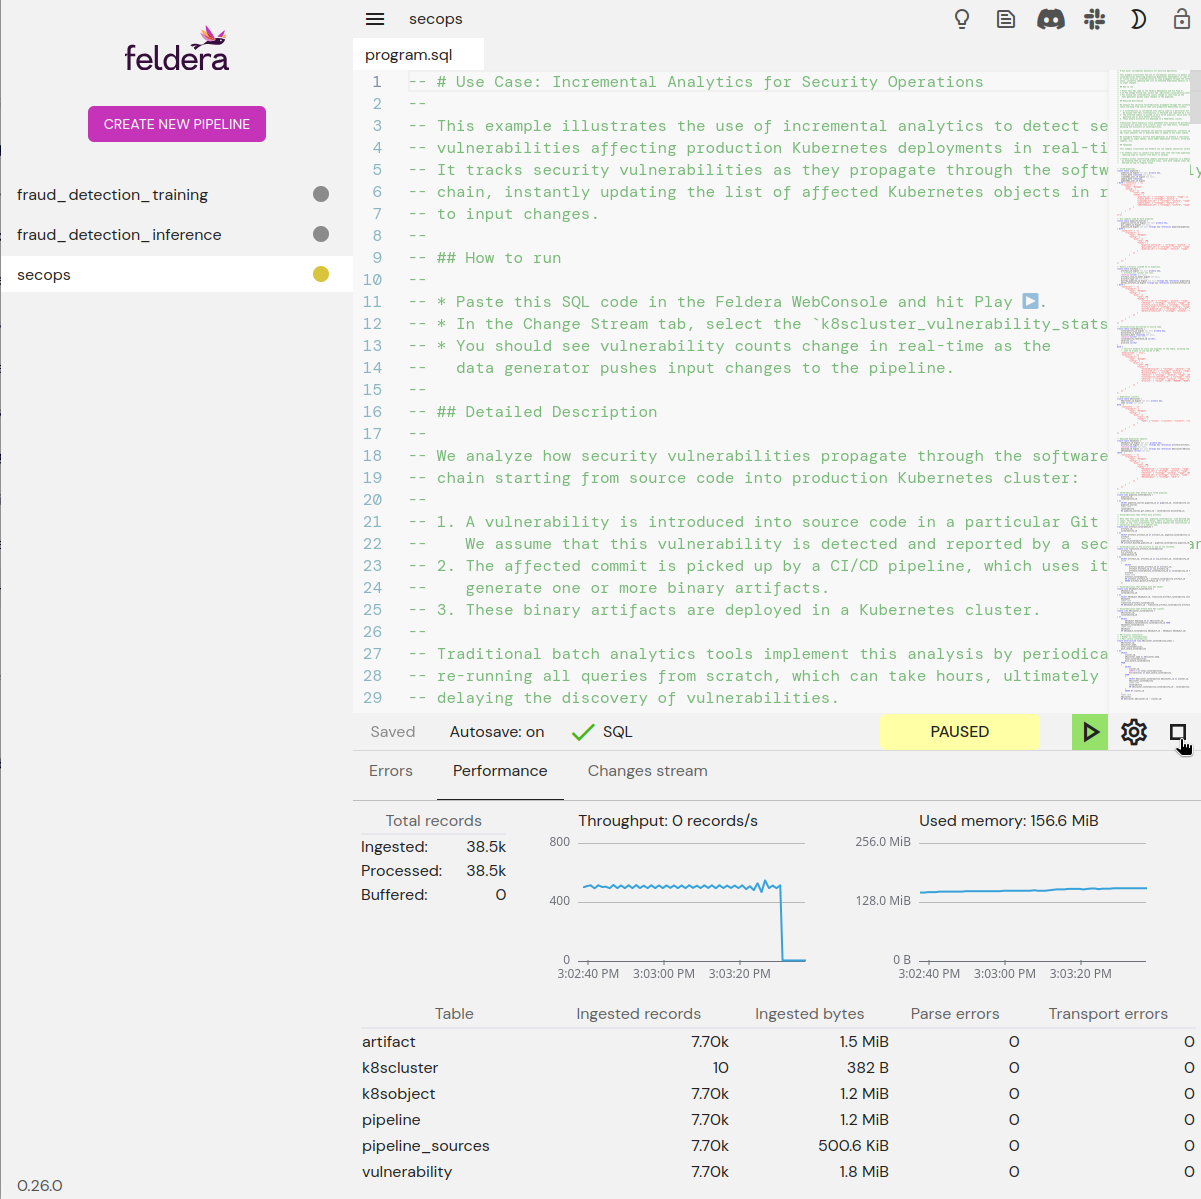 feldera
CREATE NEW PIPELINE
fraud_detection_training
fraud_detection_inference
secops
0.26.0
secops
program.sql
1 -- # Use Case: Incremental Analytics for Security Operations
2 --
3 -- This example illustrates the use of incremental analytics to detect se
4 -- vulnerabilities affecting production Kubernetes deployments in real-ti
5 -- It tracks security vulnerabilities as they propagate through the softw
6 -- chain, instantly updating the list of affected Kubernetes objects in r
7 -- to input changes.
8 --
9 -- ## How to run
10 --
11 -- * Paste this SQL code in the Feldera WebConsole and hit Play ▶️.
12 -- * In the Change Stream tab, select the `k8scluster_vulnerability_stats
13 -- * You should see vulnerability counts change in real-time as the
14 --   data generator pushes input changes to the pipeline.
15 --
16 -- ## Detailed Description
17 --
18 -- We analyze how security vulnerabilities propagate through the software
19 -- chain starting from source code into production Kubernetes cluster:
20 --
21 -- 1. A vulnerability is introduced into source code in a particular Git
22 --    We assume that this vulnerability is detected and reported by a sec
23 -- 2. The affected commit is picked up by a CI/CD pipeline, which uses it
24 --    generate one or more binary artifacts.
25 -- 3. These binary artifacts are deployed in a Kubernetes cluster.
26 --
27 -- Traditional batch analytics tools implement this analysis by periodica
28 -- re-running all queries from scratch, which can take hours, ultimately
29 -- delaying the discovery of vulnerabilities.
Saved Autosave: on SQL PAUSED
Errors Performance Changes stream
Total records
Ingested: 38.5k
Processed: 38.5k
Buffered: 0
Throughput: 0 records/s
800
400
0
3:02:40 PM 3:03:00 PM 3:03:20 PM
Used memory: 156.6 MiB
256.0 MiB
128.0 MiB
0 B
3:02:40 PM 3:03:00 PM 3:03:20 PM
Table Ingested records Ingested bytes Parse errors Transport errors
artifact 7.70k 1.5 MiB 0 0
k8scluster 10 382 B 0 0
k8sobject 7.70k 1.2 MiB 0 0
pipeline 7.70k 1.2 MiB 0 0
pipeline_sources 7.70k 500.6 KiB 0 0
vulnerability 7.70k 1.8 MiB 0 0